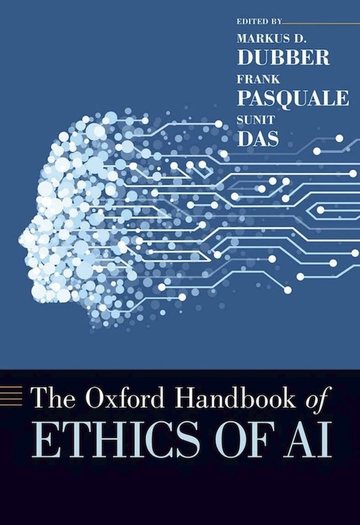 EDITED BY
MARKUS D.
DUBBER
FRANK
PASQUALE
SUNIT
DAS
The Oxford Handbook of
ETHICS OF AI